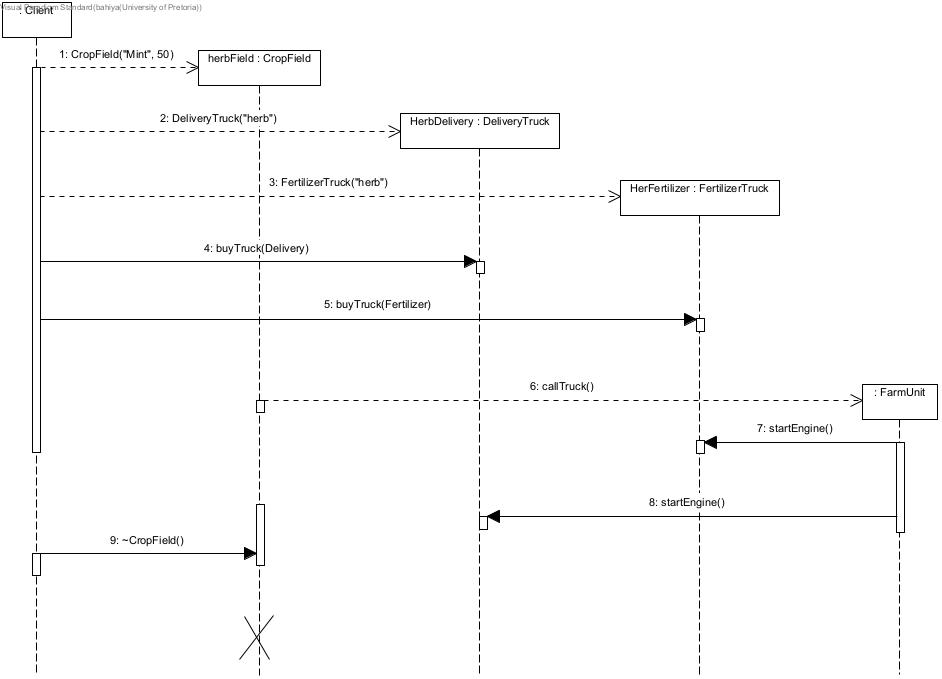 Visual Paradigm Standard(bahiya(University of Pretoria))
: Client
1: CropField("Mint", 50)
herbField : CropField
2: DeliveryTruck("herb")
HerbDelivery : DeliveryTruck
3: FertilizerTruck("herb")
HerFertilizer : FertilizerTruck
4: buyTruck(Delivery)
5: buyTruck(Fertilizer)
6: callTruck()
: FarmUnit
7: startEngine()
8: startEngine()
9: ~CropField()